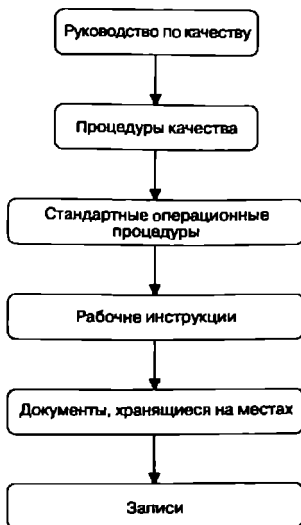 Руководство по качеству
Процедуры качества
Стандартные операционные
процедуры
Рабочие инструкции
Документы, хранящиеся на местах
Записи